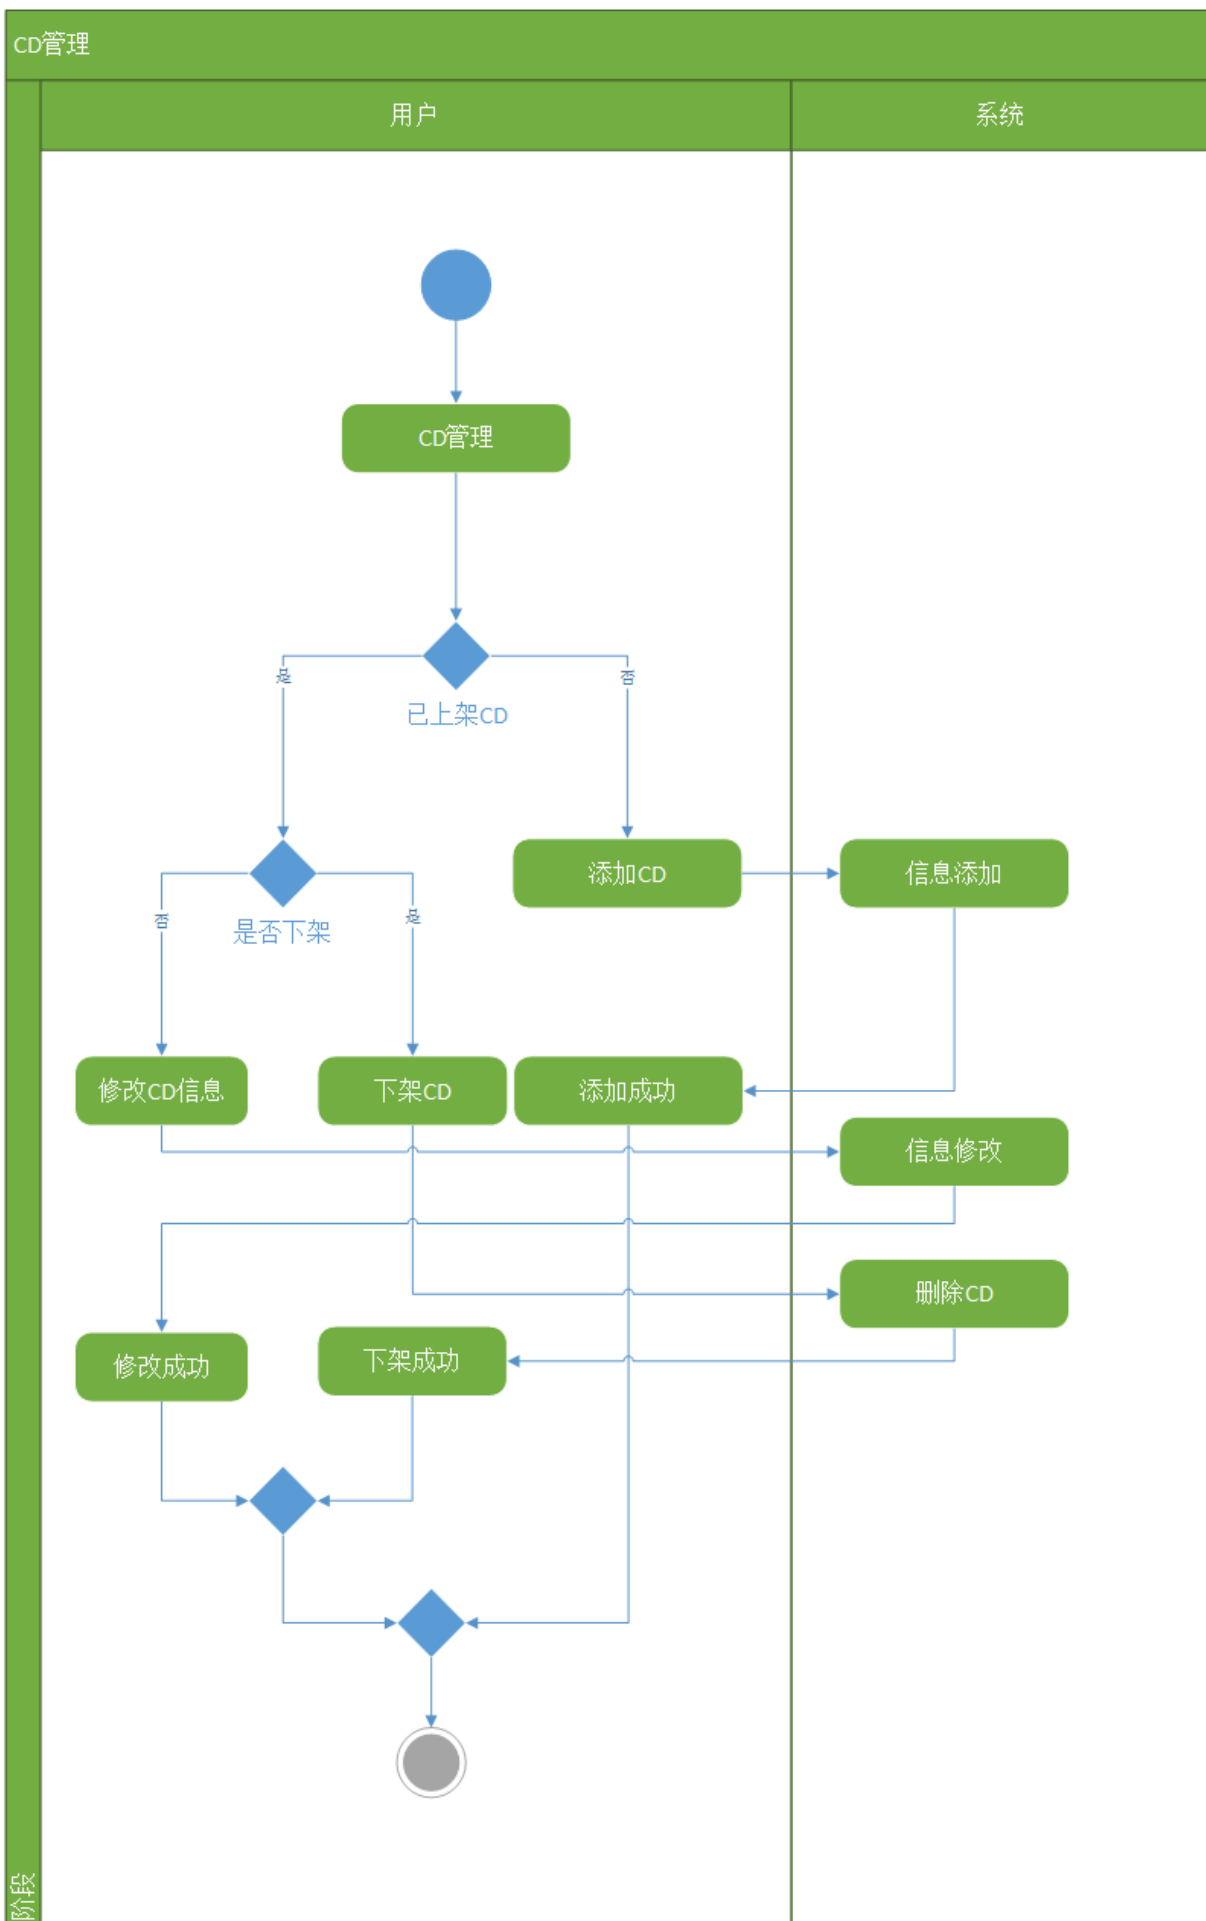 CD管理
用户
系统
CD管理
是
否
已上架CD
添加CD
信息添加
否
是
是否下架
修改CD信息
下架CD
添加成功
信息修改
删除CD
修改成功
下架成功
阶段